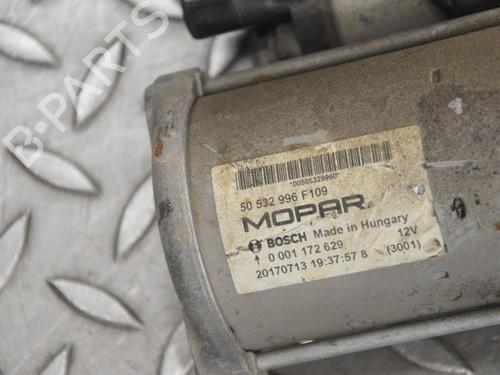 *00505329960*
50 532 996 F109
MOPAR
BOSCH Made in Hungary
0 001 172 629 12V
20170713 19:37:57 8 (3001)
B PARTS